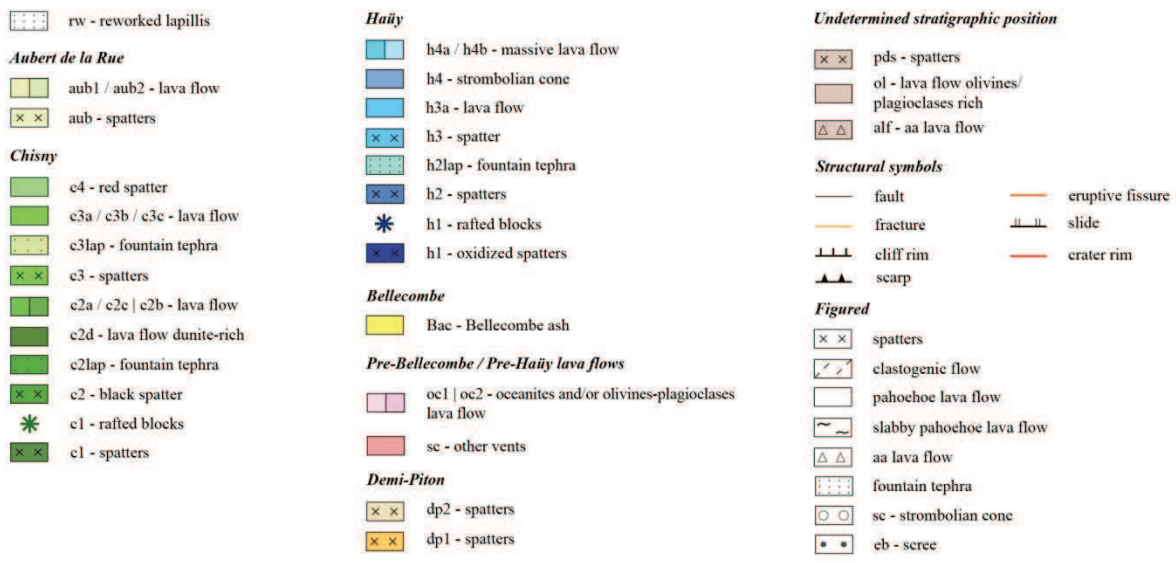 rw - reworked lapillis
Aubert de la Rue
aub1 / aub2 - lava flow
aub - spatters
Chisny
c4 - red spatter
c3a / c3b / c3c - lava flow
c3lap - fountain tephra
c3 - spatters
c2a / c2c | c2b - lava flow
c2d - lava flow dunite-rich
c2lap - fountain tephra
c2 - black spatter
c1 - rafted blocks
c1 - spatters
Haüy
h4a / h4b - massive lava flow
h4 - strombolian cone
h3a - lava flow
h3 - spatter
h2lap - fountain tephra
h2 - spatters
h1 - rafted blocks
h1 - oxidized spatters
Bellecombe
Bac - Bellecombe ash
Pre-Bellecombe / Pre-Haüy lava flows
oc1 | oc2 - oceanites and/or olivines-plagioclases
lava flow
sc - other vents
Demi-Piton
dp2 - spatters
dp1 - spatters
Undetermined stratigraphic position
pds - spatters
ol - lava flow olivines/
plagioclases rich
alf - aa lava flow
Structural symbols
fault
fracture
cliff rim
scarp
eruptive fissure
slide
crater rim
Figured
spatters
clastogenic flow
pahoehoe lava flow
slabby pahoehoe lava flow
aa lava flow
fountain tephra
sc - strombolian cone
eb - scree